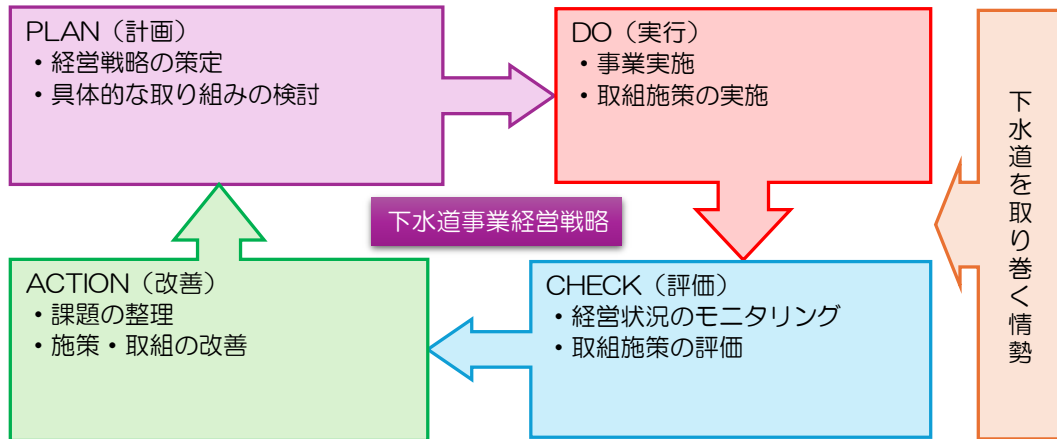 PLAN（計画）
・経営戦略の策定
・具体的な取り組みの検討
DO（実行）
・事業実施
・取組施策の実施
下水道事業経営戦略
ACTION（改善）
・課題の整理
・施策・取組の改善
CHECK（評価）
・経営状況のモニタリング
・取組施策の評価
下水道を取り巻く情勢